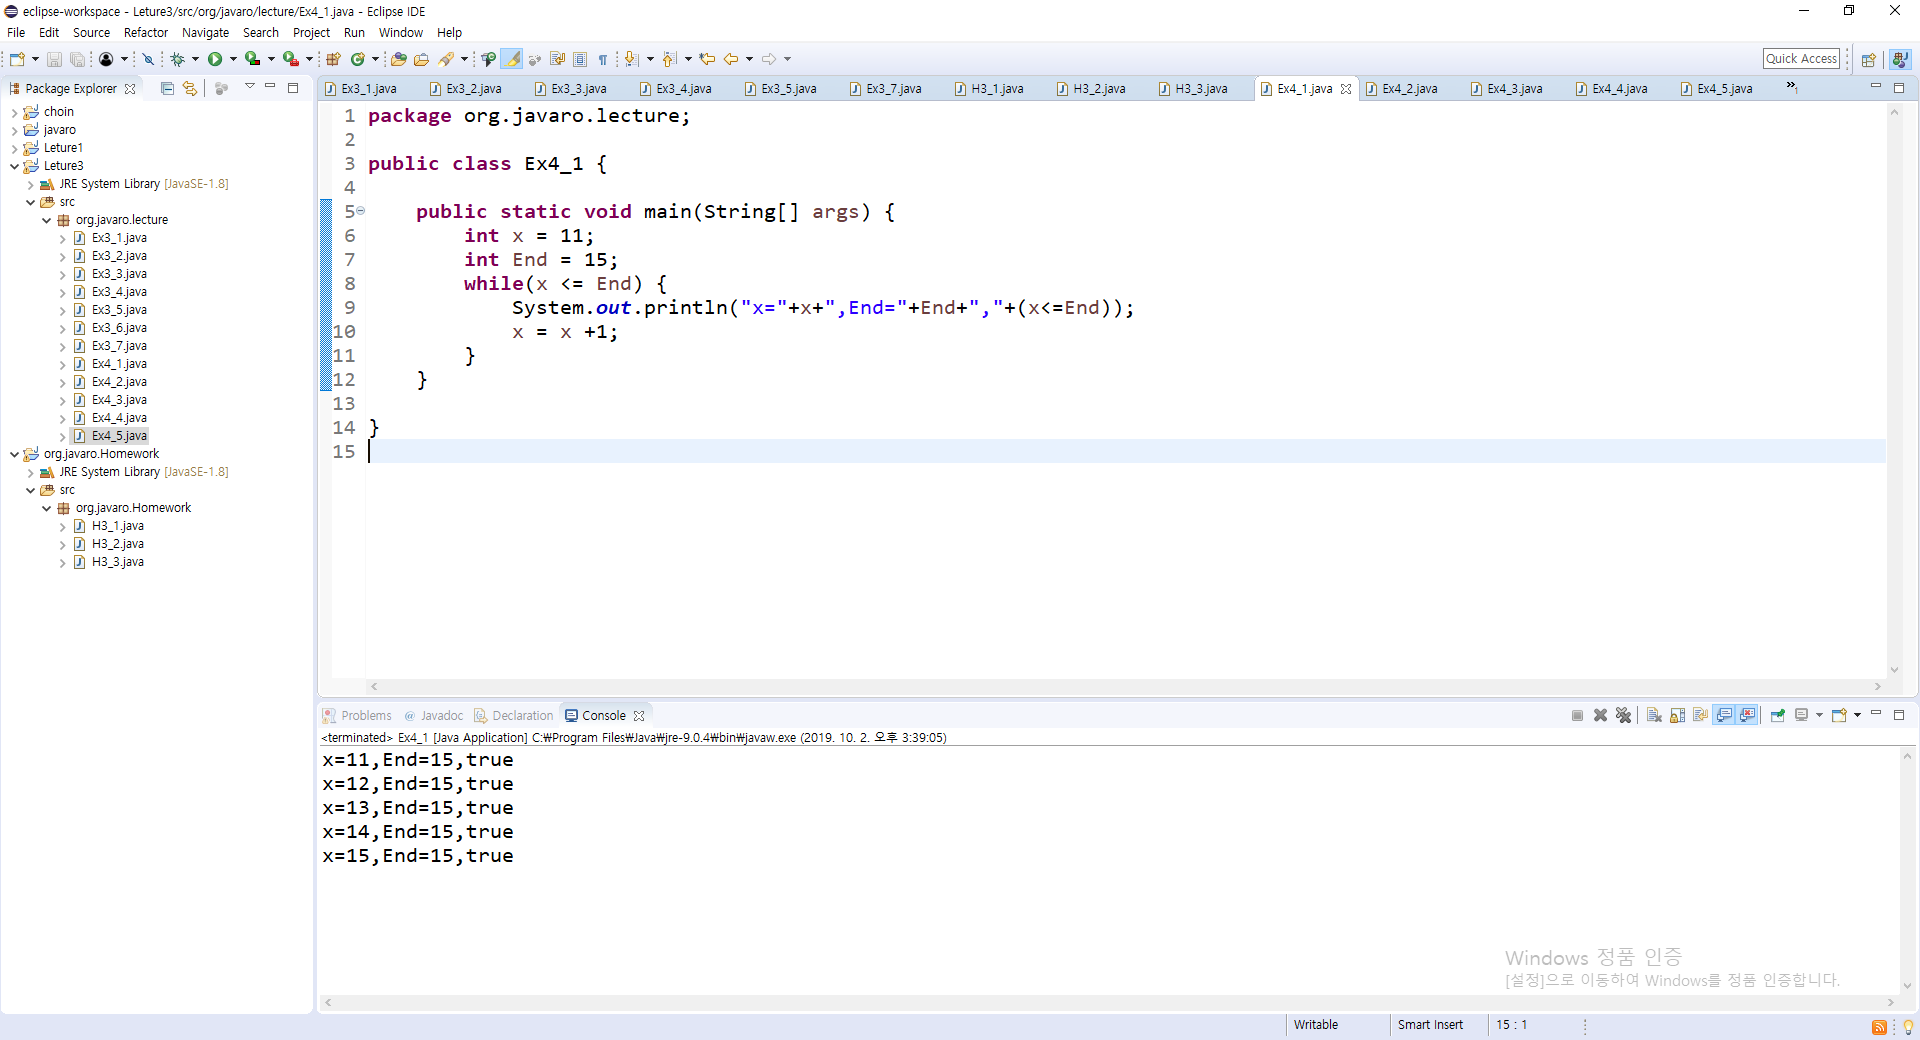 eclipse-workspace - Leture3/src/org/javaro/lecture/Ex4_1.java - Eclipse IDE
File Edit Source Refactor Navigate Search Project Run Window Help
Quick Access
Package Explorer
choin
javaro
Leture1
Leture3
JRE System Library [JavaSE-1.8]
src
org.javaro.lecture
Ex3_1.java
Ex3_2.java
Ex3_3.java
Ex3_4.java
Ex3_5.java
Ex3_6.java
Ex3_7.java
Ex4_1.java
Ex4_2.java
Ex4_3.java
Ex4_4.java
Ex4_5.java
org.javaro.Homework
JRE System Library [JavaSE-1.8]
src
org.javaro.Homework
H3_1.java
H3_2.java
H3_3.java
Ex3_1.java Ex3_2.java Ex3_3.java Ex3_4.java Ex3_5.java Ex3_7.java H3_1.java H3_2.java H3_3.java Ex4_1.java Ex4_2.java Ex4_3.java Ex4_4.java Ex4_5.java »1
1 package org.javaro.lecture;
2
3 public class Ex4_1 {
4
5 public static void main(String[] args) {
6 int x = 11;
7 int End = 15;
8 while(x <= End) {
9 System.out.println("x="+x+",End="+End+","+(x<=End));
10 x = x +1;
11 }
12 }
13
14 }
15
Problems @ Javadoc Declaration Console
<terminated> Ex4_1 [Java Application] C:₩Program Files₩Java₩jre-9.0.4₩bin₩javaw.exe (2019. 10. 2. 오후 3:39:05)
x=11,End=15,true
x=12,End=15,true
x=13,End=15,true
x=14,End=15,true
x=15,End=15,true
Windows 정품 인증
[설정]으로 이동하여 Windows를 정품 인증합니다.
Writable Smart Insert 15 : 1